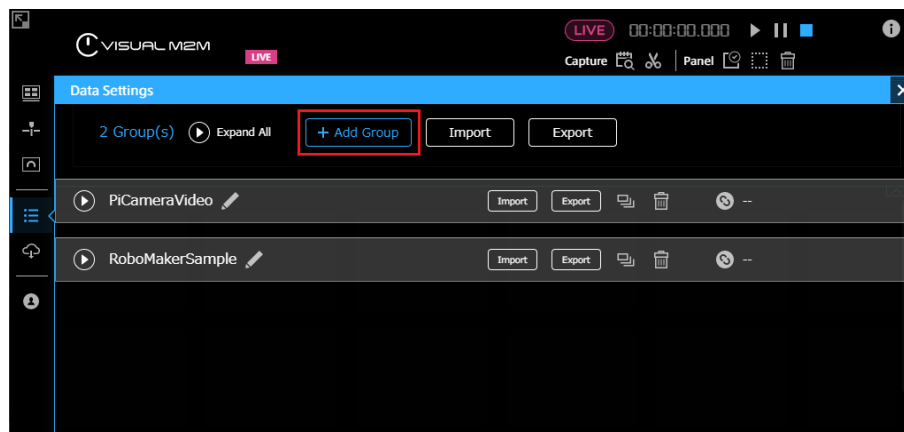 LIVE 00:00:00.000
VISUAL M2M
LIVE
Capture Panel
Data Settings
2 Group(s) Expand All + Add Group Import Export
PiCameraVideo Import Export --
RoboMakerSample Import Export --